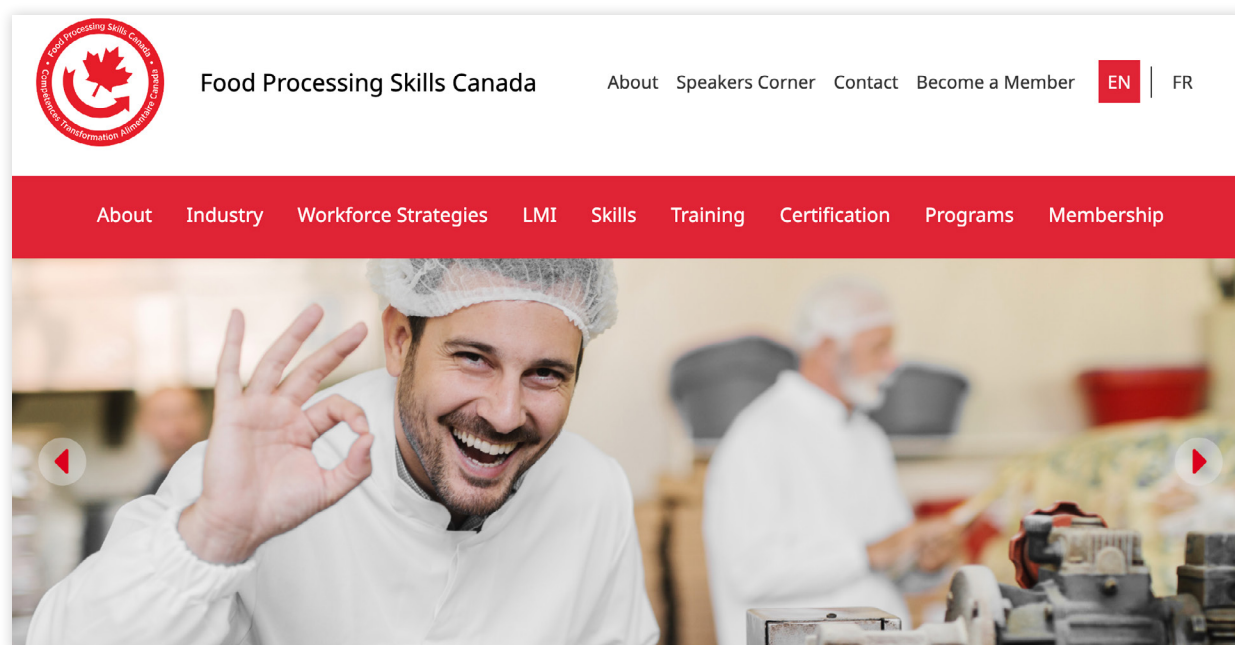 • Food Processing Skills Canada •
Compétences Transformation Alimentaire Canada
Food Processing Skills Canada
About Speakers Corner Contact Become a Member EN FR
About Industry Workforce Strategies LMI Skills Training Certification Programs Membership